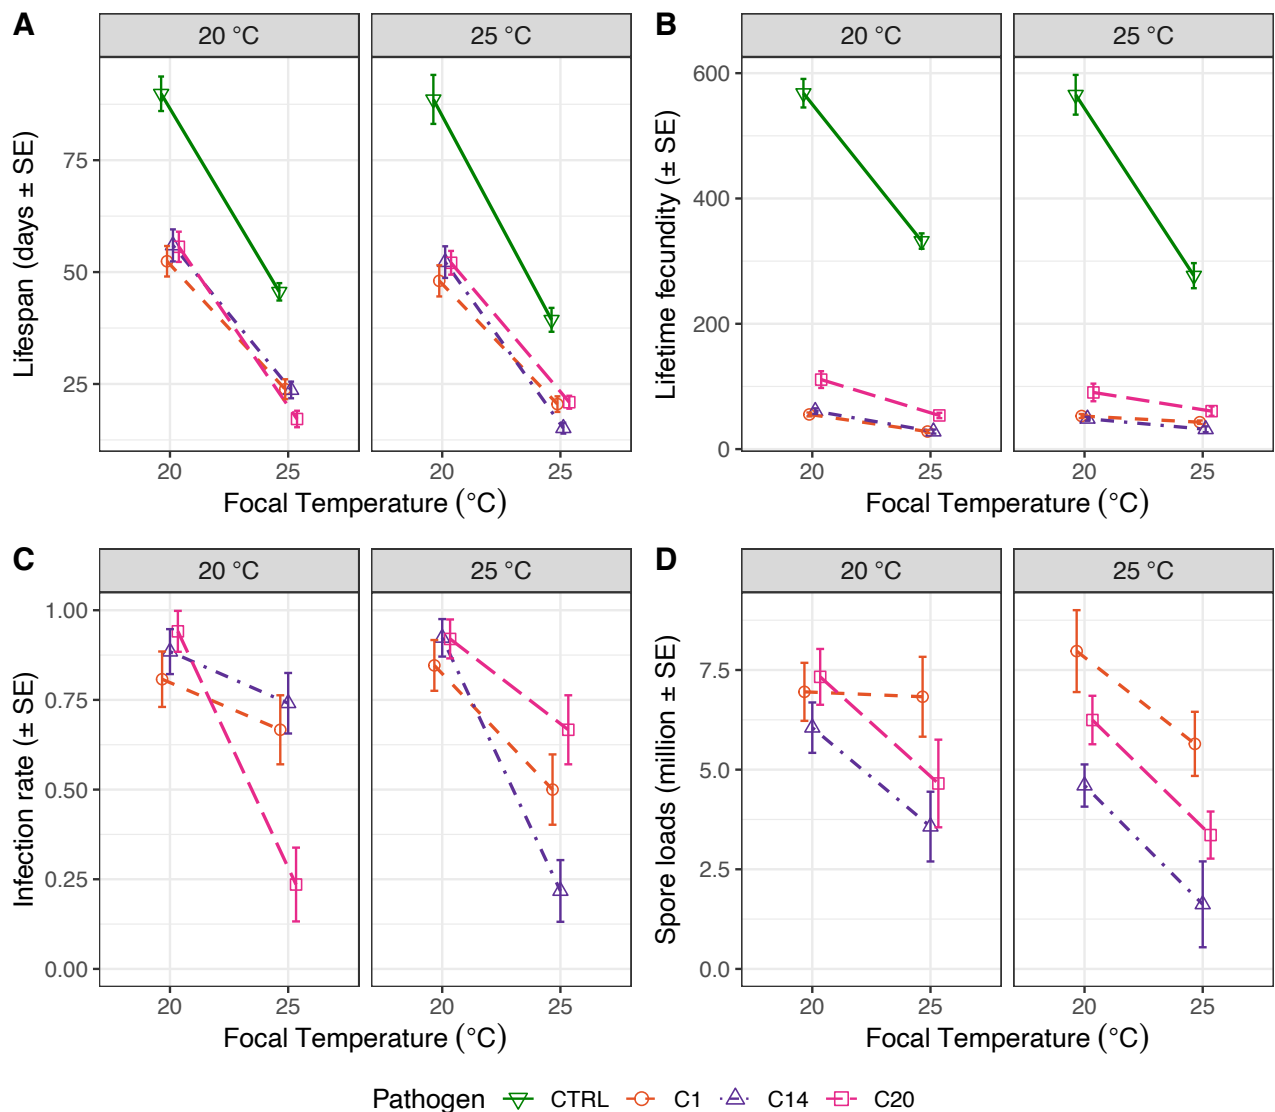 A
20 °C
25 °C
Lifespan (days ± SE)
75
50
25
20
25
20
25
Focal Temperature (°C)
B
20 °C
25 °C
Lifetime fecundity (± SE)
600
400
200
0
20
25
20
25
Focal Temperature (°C)
C
20 °C
25 °C
Infection rate (± SE)
1.00
0.75
0.50
0.25
0.00
20
25
20
25
Focal Temperature (°C)
D
20 °C
25 °C
Spore loads (million ± SE)
7.5
5.0
2.5
0.0
20
25
20
25
Focal Temperature (°C)
Pathogen CTRL C1 C14 C20